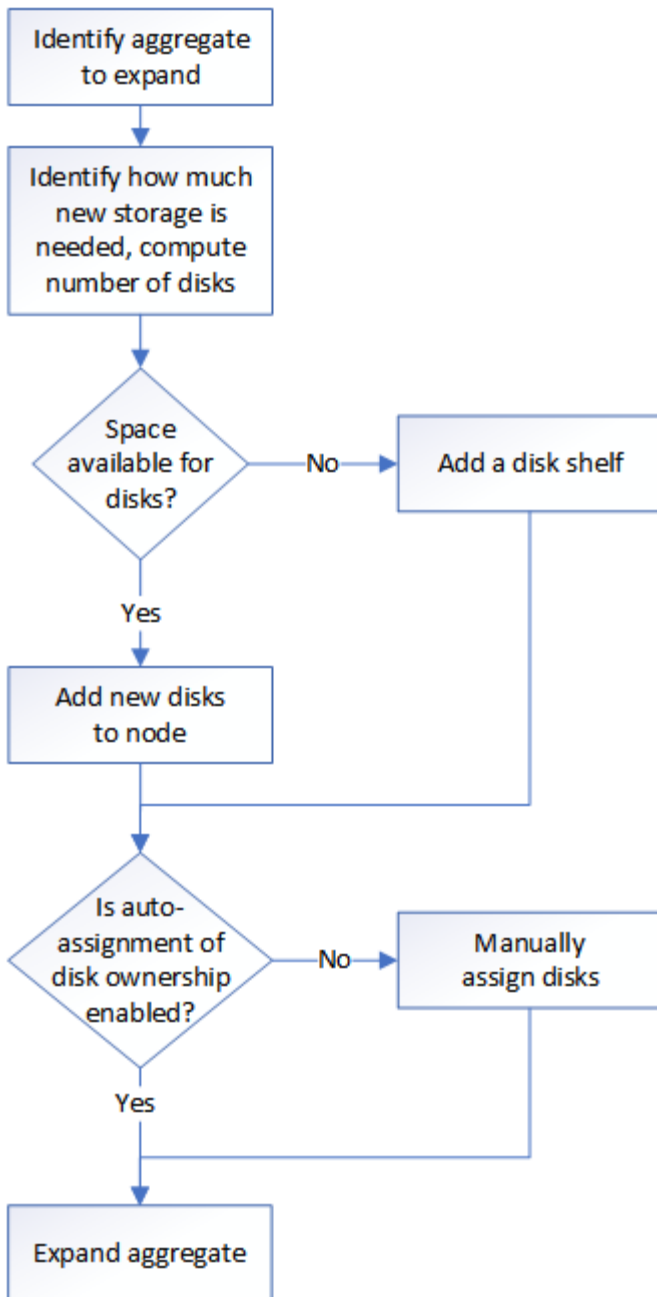 Identify aggregate
to expand
Identify how much
new storage is
needed, compute
number of disks
Space
available for
disks?
No
Add a disk shelf
Yes
Add new disks
to node
Is auto-
assignment of
disk ownership
enabled?
No
Manually
assign disks
Yes
Expand aggregate